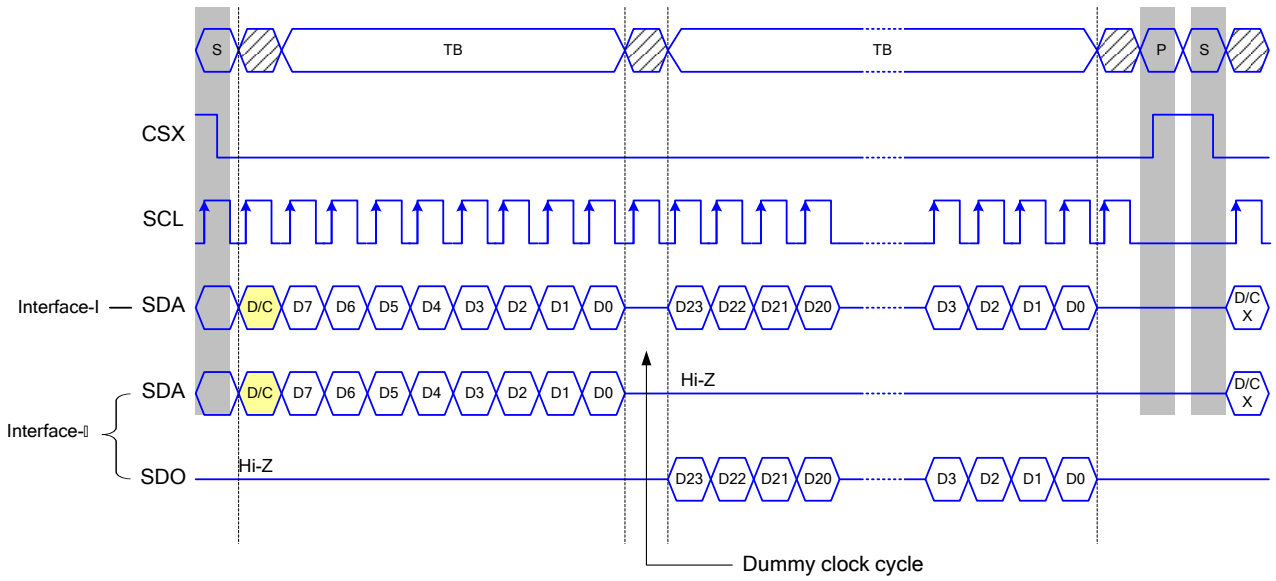 S TB TB P S
CSX
SCL
Interface-I SDA D/C D7 D6 D5 D4 D3 D2 D1 D0 D23 D22 D21 D20 D3 D2 D1 D0 D/C X
SDA D/C D7 D6 D5 D4 D3 D2 D1 D0 Hi-Z D/C X
Interface-▯
SDO Hi-Z D23 D22 D21 D20 D3 D2 D1 D0
Dummy clock cycle